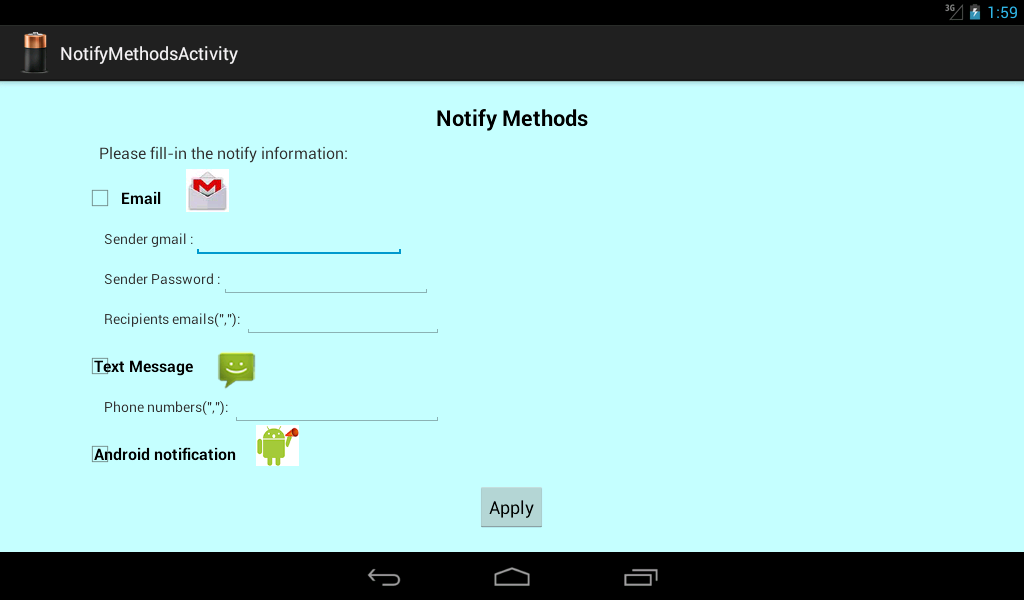 3G 1:59
NotifyMethodsActivity
Notify Methods
Please fill-in the notify information:
Email
Sender gmail :
Sender Password :
Recipients emails(","):
Text Message
Phone numbers(","):
Android notification
Apply